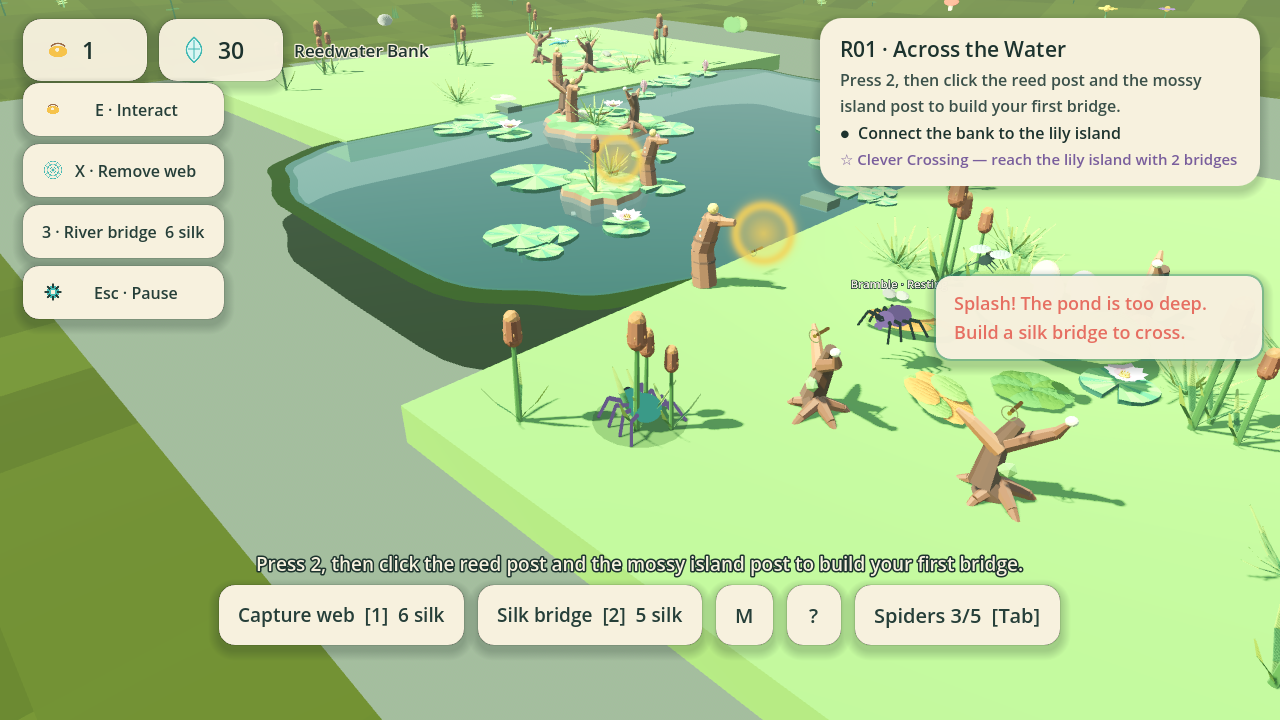 1
30
Reedwater Bank
E · Interact
X · Remove web
3 · River bridge 6 silk
Esc · Pause
R01 · Across the Water
Press 2, then click the reed post and the mossy
island post to build your first bridge.
● Connect the bank to the lily island
☆ Clever Crossing — reach the lily island with 2 bridges
Bramble ·
Splash! The pond is too deep.
Build a silk bridge to cross.
Press 2, then click the reed post and the mossy island post to build your first bridge.
Capture web [1] 6 silk
Silk bridge [2] 5 silk
M
?
Spiders 3/5 [Tab]